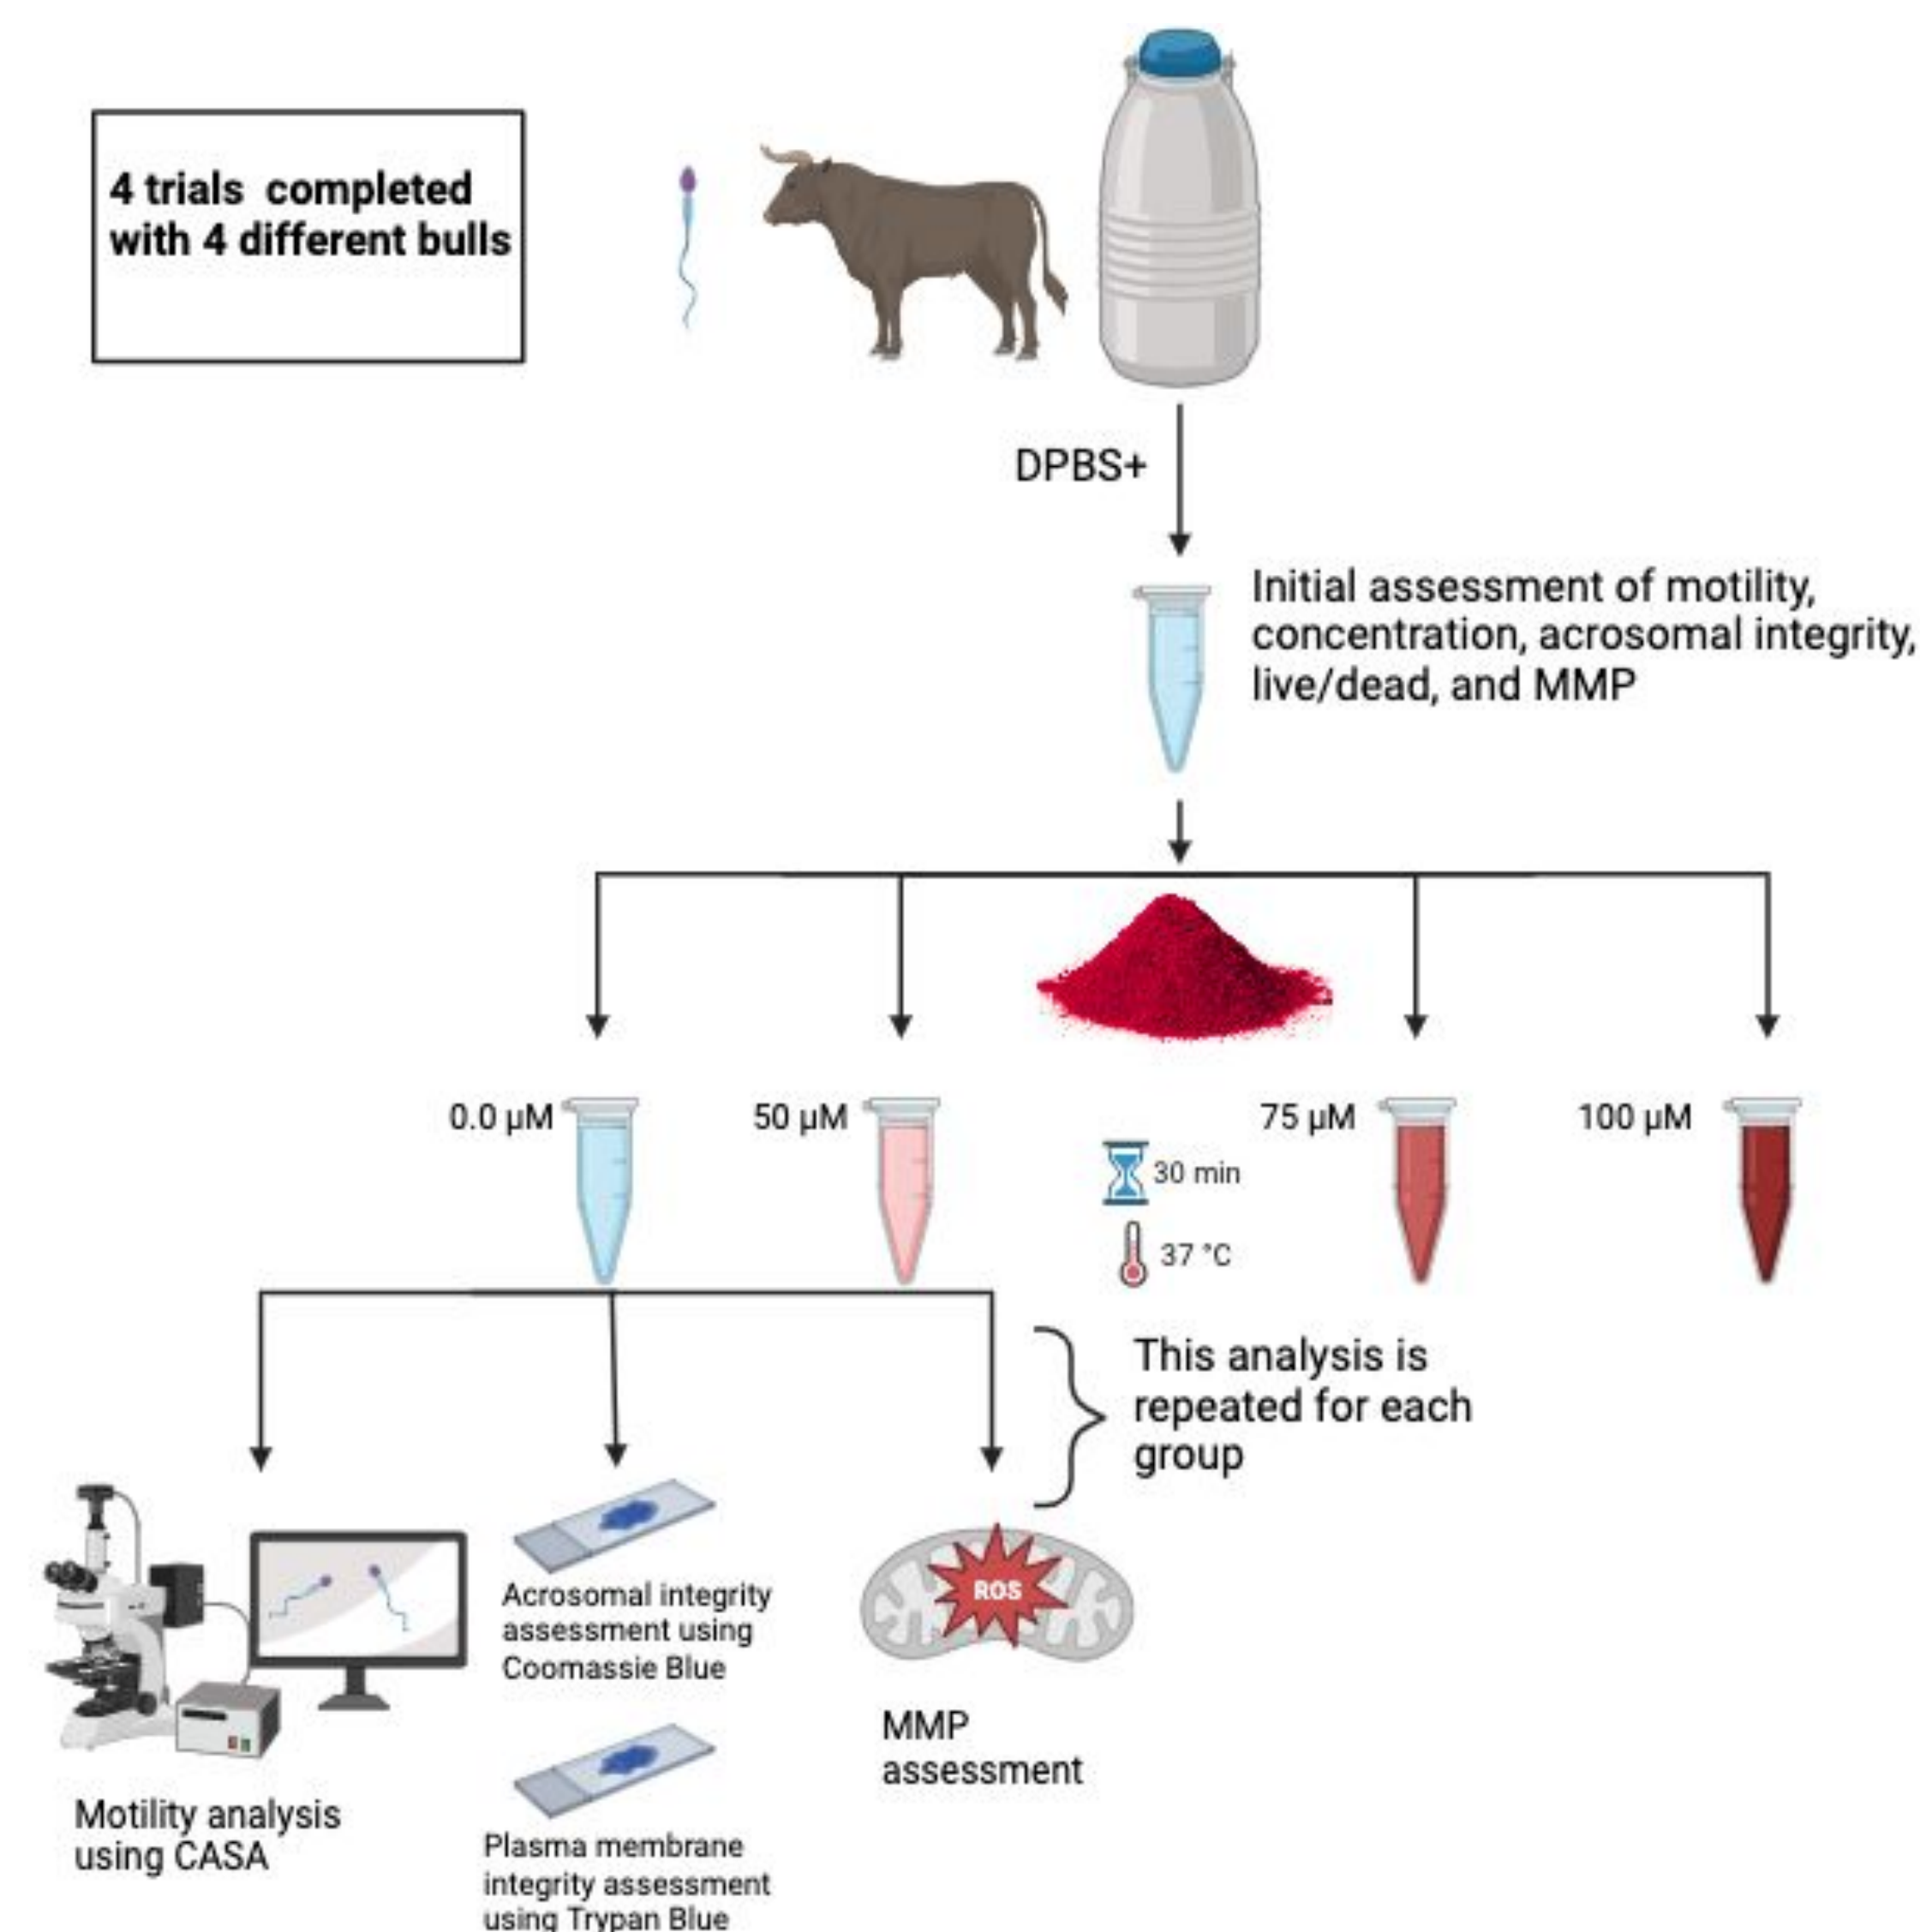 4 trials completed
with 4 different bulls
DPBS+
Initial assessment of motility,
concentration, acrosomal integrity,
live/dead, and MMP
0.0 µM
50 µM
75 µM
100 µM
30 min
37 °C
This analysis is
repeated for each
group
ROS
Acrosomal integrity
assessment using
Coomassie Blue
MMP
assessment
Motility analysis
using CASA
Plasma membrane
integrity assessment
using Trypan Blue